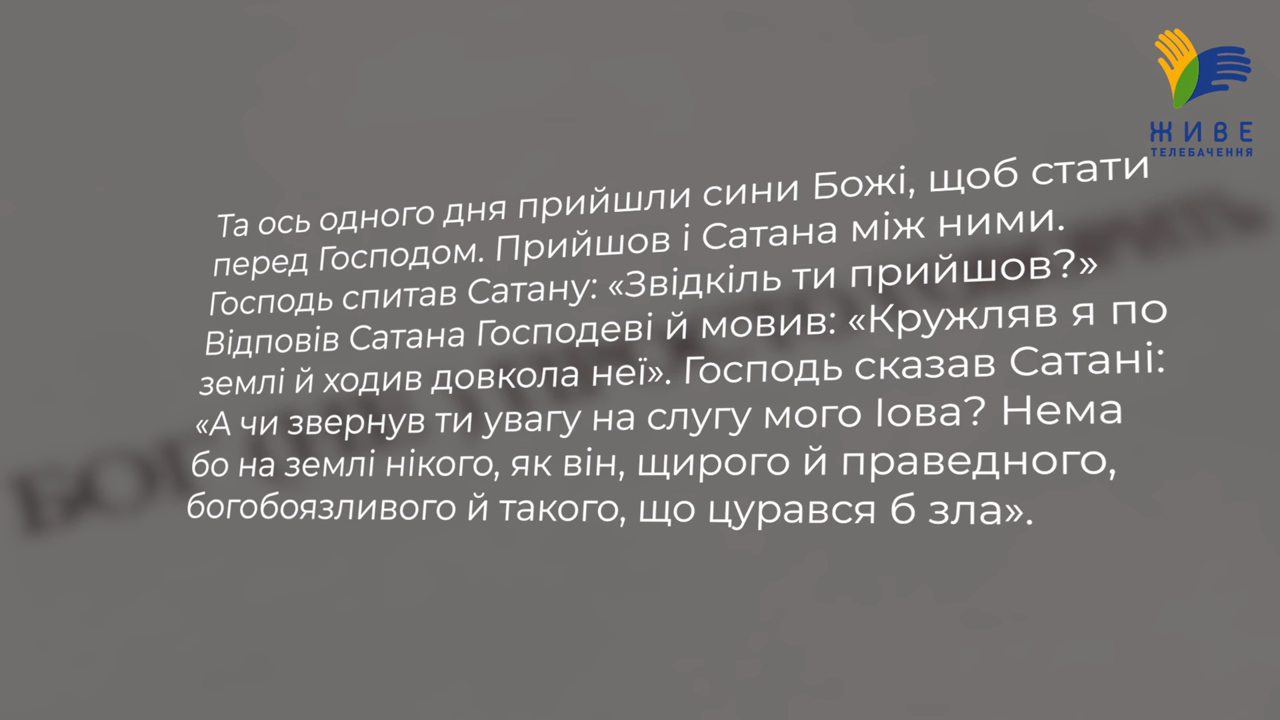 ЖИВЕ
ТЕЛЕБАЧЕННЯ
Та ось одного дня прийшли сини Божі, щоб стати
перед Господом. Прийшов і Сатана між ними.
Господь спитав Сатану: «Звідкіль ти прийшов?»
Відповів Сатана Господеві й мовив: «Кружляв я по
землі й ходив довкола неї». Господь сказав Сатані:
«А чи звернув ти увагу на слугу мого Іова? Нема
бо на землі нікого, як він, щирого й праведного,
богобоязливого й такого, що цурався б зла».